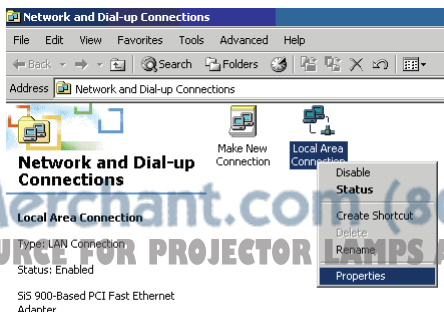 Network and Dial-up Connections
File Edit View Favorites Tools Advanced Help
Back Search Folders
Address Network and Dial-up Connections
Make New Connection
Local Area Connection
Network and Dial-up Connections
Disable
Status
Create Shortcut
Delete
Rename
Properties
Local Area Connection
Type: LAN Connection
Status: Enabled
SiS 900-Based PCI Fast Ethernet
Adapter
Merchant.com (86
URCE FOR PROJECTOR LAMPS A